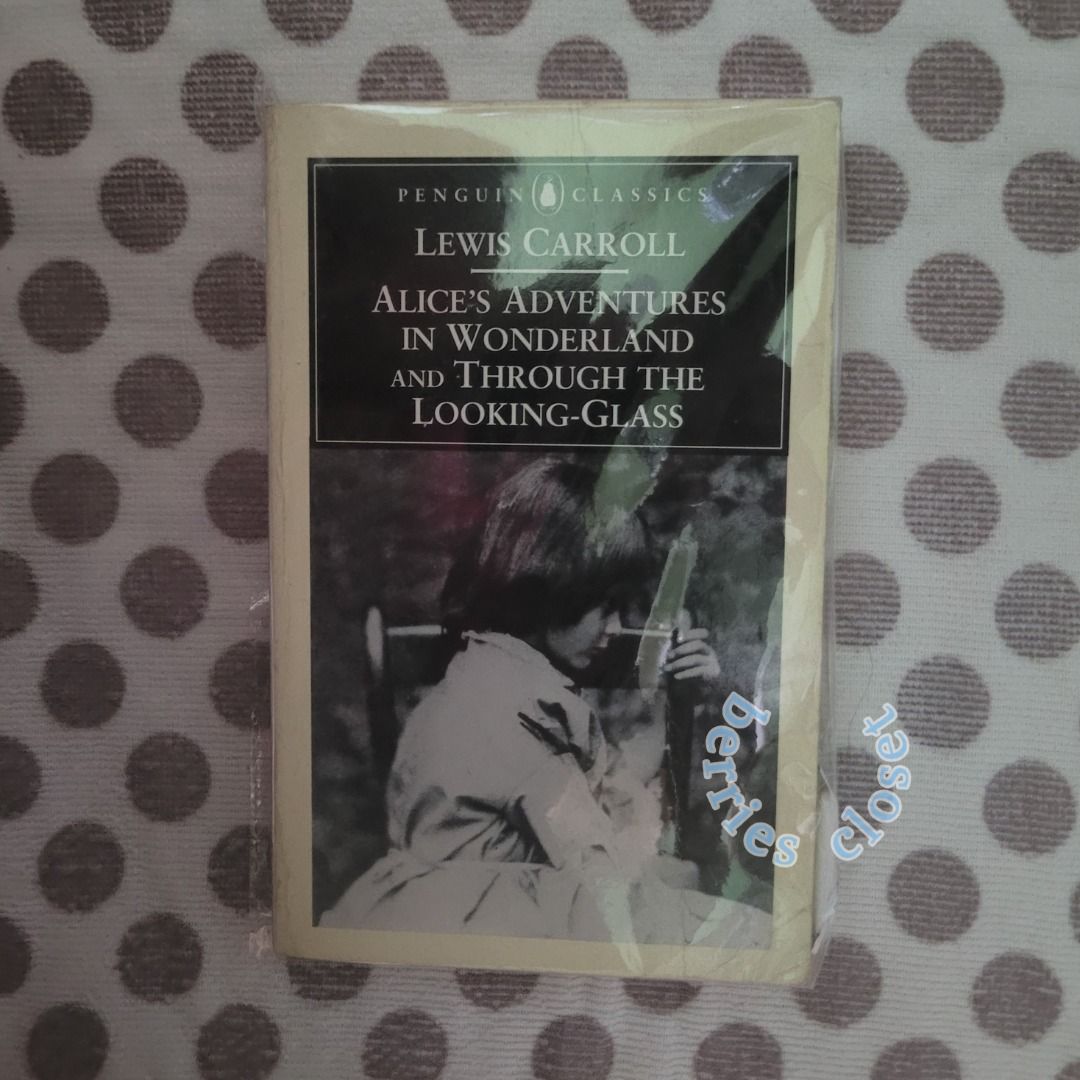 PENGUIN CLASSICS
LEWIS CARROLL
ALICE'S ADVENTURES
IN WONDERLAND
AND THROUGH THE
LOOKING-GLASS
berries closet